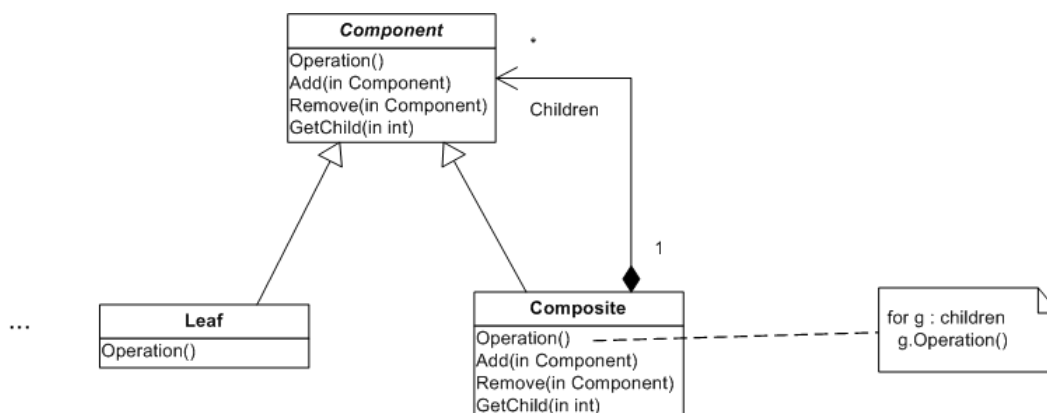 Component
Operation()
Add(in Component)
Remove(in Component)
GetChild(in int)
*
Children
1
...
Leaf
Operation()
Composite
Operation()
Add(in Component)
Remove(in Component)
GetChild(in int)
for g : children
g.Operation()